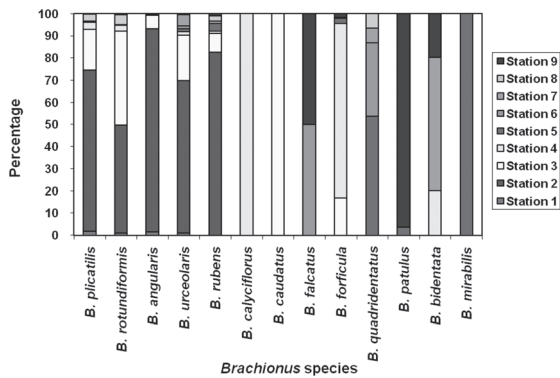 Percentage
100
90
80
70
60
50
40
30
20
10
0
B. plicatilis
B. rotundiformis
B. angularis
B. urceolaris
B. rubens
B. calyciflorus
B. caudatus
B. falcatus
B. forficula
B. quadridentatus
B. patulus
B. bidentata
B. mirabilis
Brachionus species
Station 9
Station 8
Station 7
Station 6
Station 5
Station 4
Station 3
Station 2
Station 1